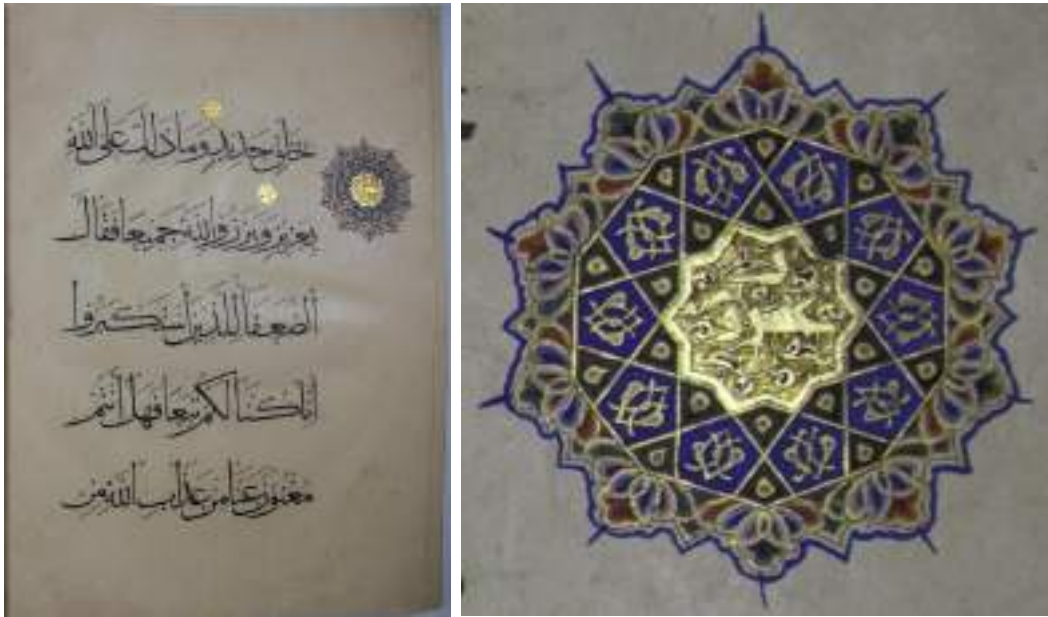 خلق جديد وما ذلك على الله
بعزيز وبرزوا لله جميعا فقال
الضعفا للذين استكبروا
انا كنا لكم تبعا فهل انتم
مغنون عنا من عذاب الله من